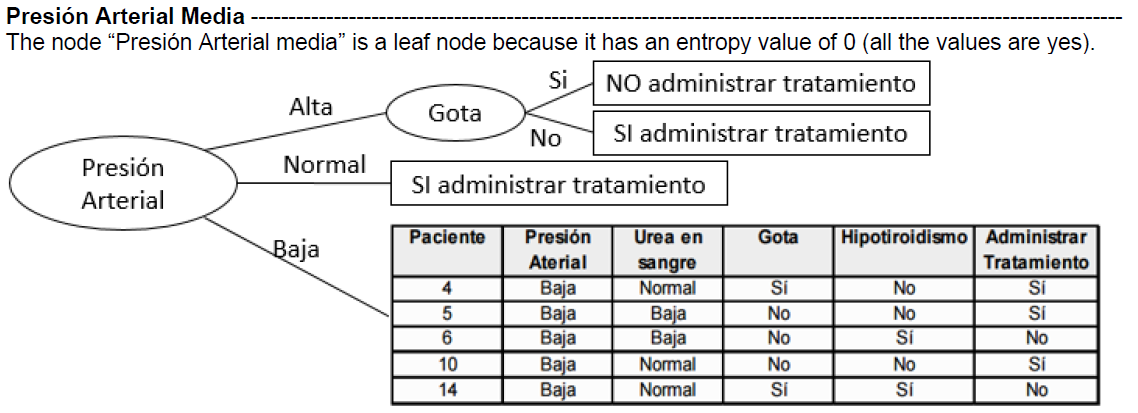 Presión Arterial Media ----------------------------------------------------------------------------------------------------------------------
The node “Presión Arterial media” is a leaf node because it has an entropy value of 0 (all the values are yes).
Si
NO administrar tratamiento
Alta
Gota
No
SI administrar tratamiento
Presión
Arterial
Normal
SI administrar tratamiento
Baja
Paciente Presión Aterial Urea en sangre Gota Hipotiroidismo Administrar Tratamiento
4 Baja Normal Sí No Sí
5 Baja Baja No No Sí
6 Baja Baja No Sí No
10 Baja Normal No No Sí
14 Baja Normal Sí Sí No